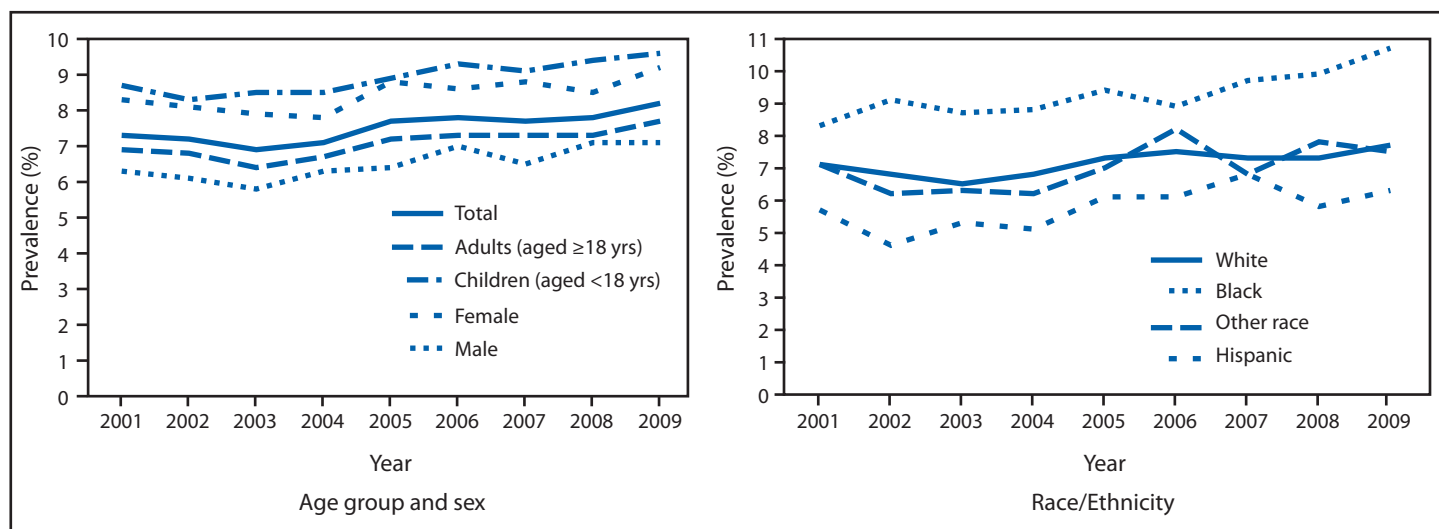 10
9
8
7
6
5
4
3
2
1
0
Prevalence (%)
Total
Adults (aged ≥18 yrs)
Children (aged <18 yrs)
Female
Male
2001 2002 2003 2004 2005 2006 2007 2008 2009
Year
Age group and sex
11
10
9
8
7
6
5
4
3
2
1
0
Prevalence (%)
White
Black
Other race
Hispanic
2001 2002 2003 2004 2005 2006 2007 2008 2009
Year
Race/Ethnicity